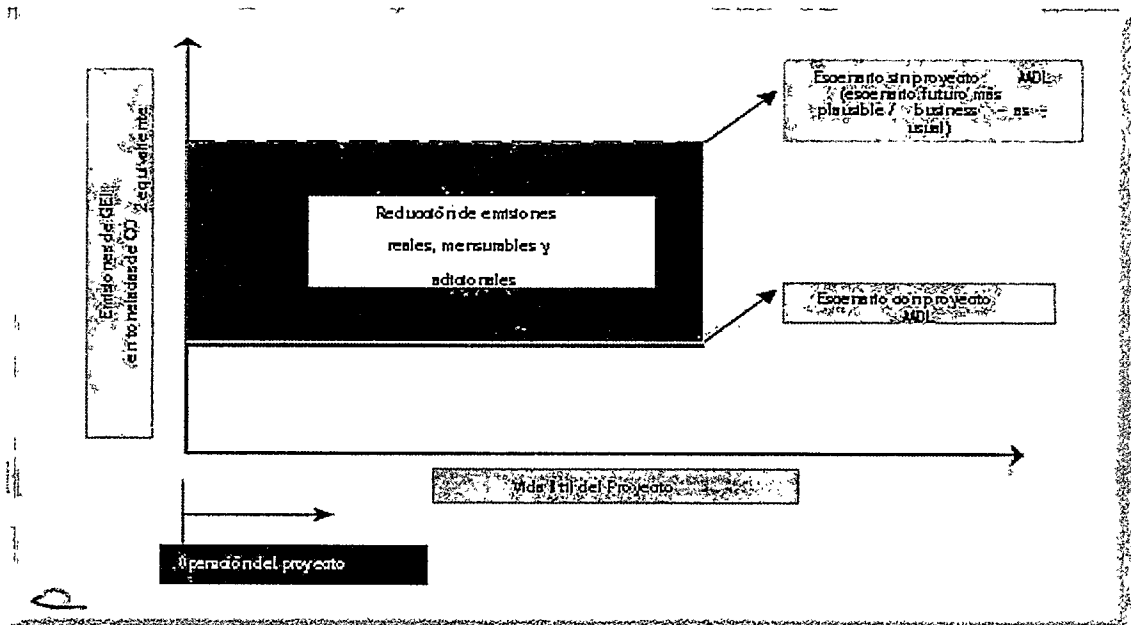 Emisiones de GEI
(en toneladas de CO2 equivalente)
Escenario sin proyecto MDL
(escenario futuro más
plausible / business - as -
usual)
Reducción de emisiones
reales, mensurables y
adicionales
Escenario con proyecto
MDL
Vida útil del Proyecto
Operación del proyecto